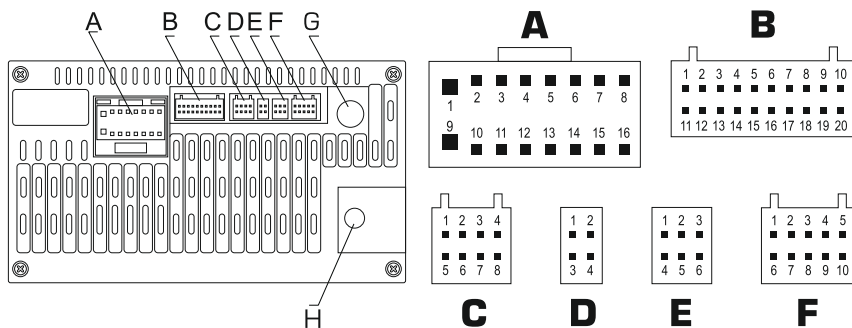 A B C D E F G
A B
1 2 3 4 5 6 7 8
9 10 11 12 13 14 15 16
1 2 3 4 5 6 7 8 9 10
11 12 13 14 15 16 17 18 19 20
1 2 3 4
5 6 7 8
1 2
3 4
1 2 3
4 5 6
1 2 3 4 5
6 7 8 9 10
H
C D E F